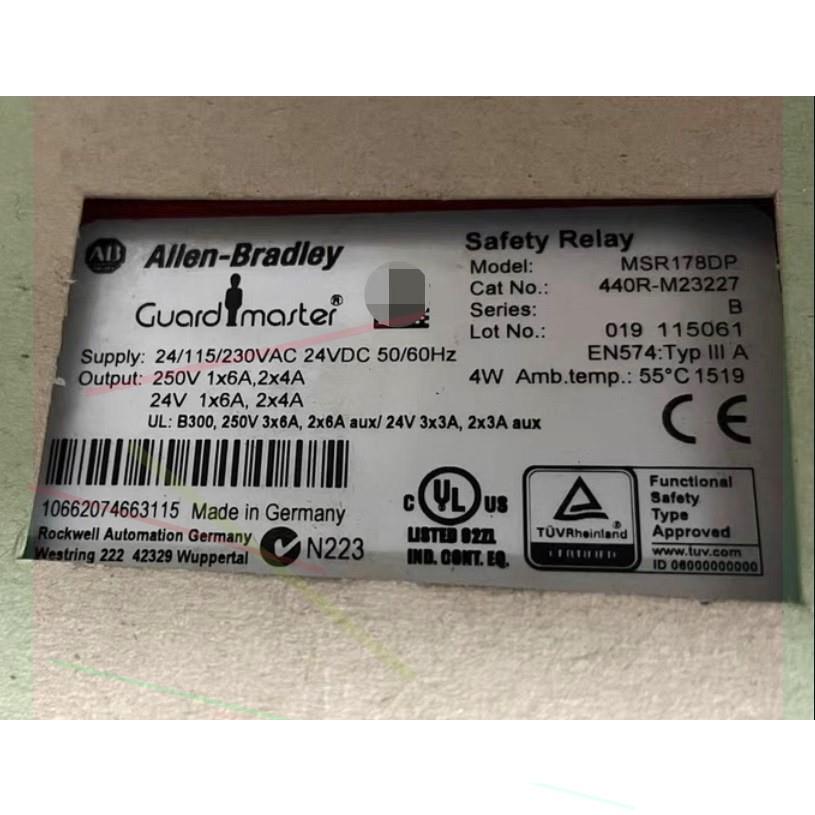 AB Allen-Bradley
Guardmaster®
Safety Relay
Model: MSR178DP
Cat No.: 440R-M23227
Series: B
Lot No.: 019 115061
Supply: 24/115/230VAC 24VDC 50/60Hz
EN574:Typ III A
Output: 250V 1x6A,2x4A
4W Amb.temp.: 55°C 1519
24V 1x6A, 2x4A
UL: B300, 250V 3x6A, 2x6A aux/ 24V 3x3A, 2x3A aux
CE
10662074663115 Made in Germany
Rockwell Automation Germany
Westring 222 42329 Wuppertal
N223
C UL US
LISTED 92ZL
IND. CONT. EQ.
TÜVRheinland®
CERTIFIED
Functional
Safety
Type
Approved
www.tuv.com
ID 06000000000